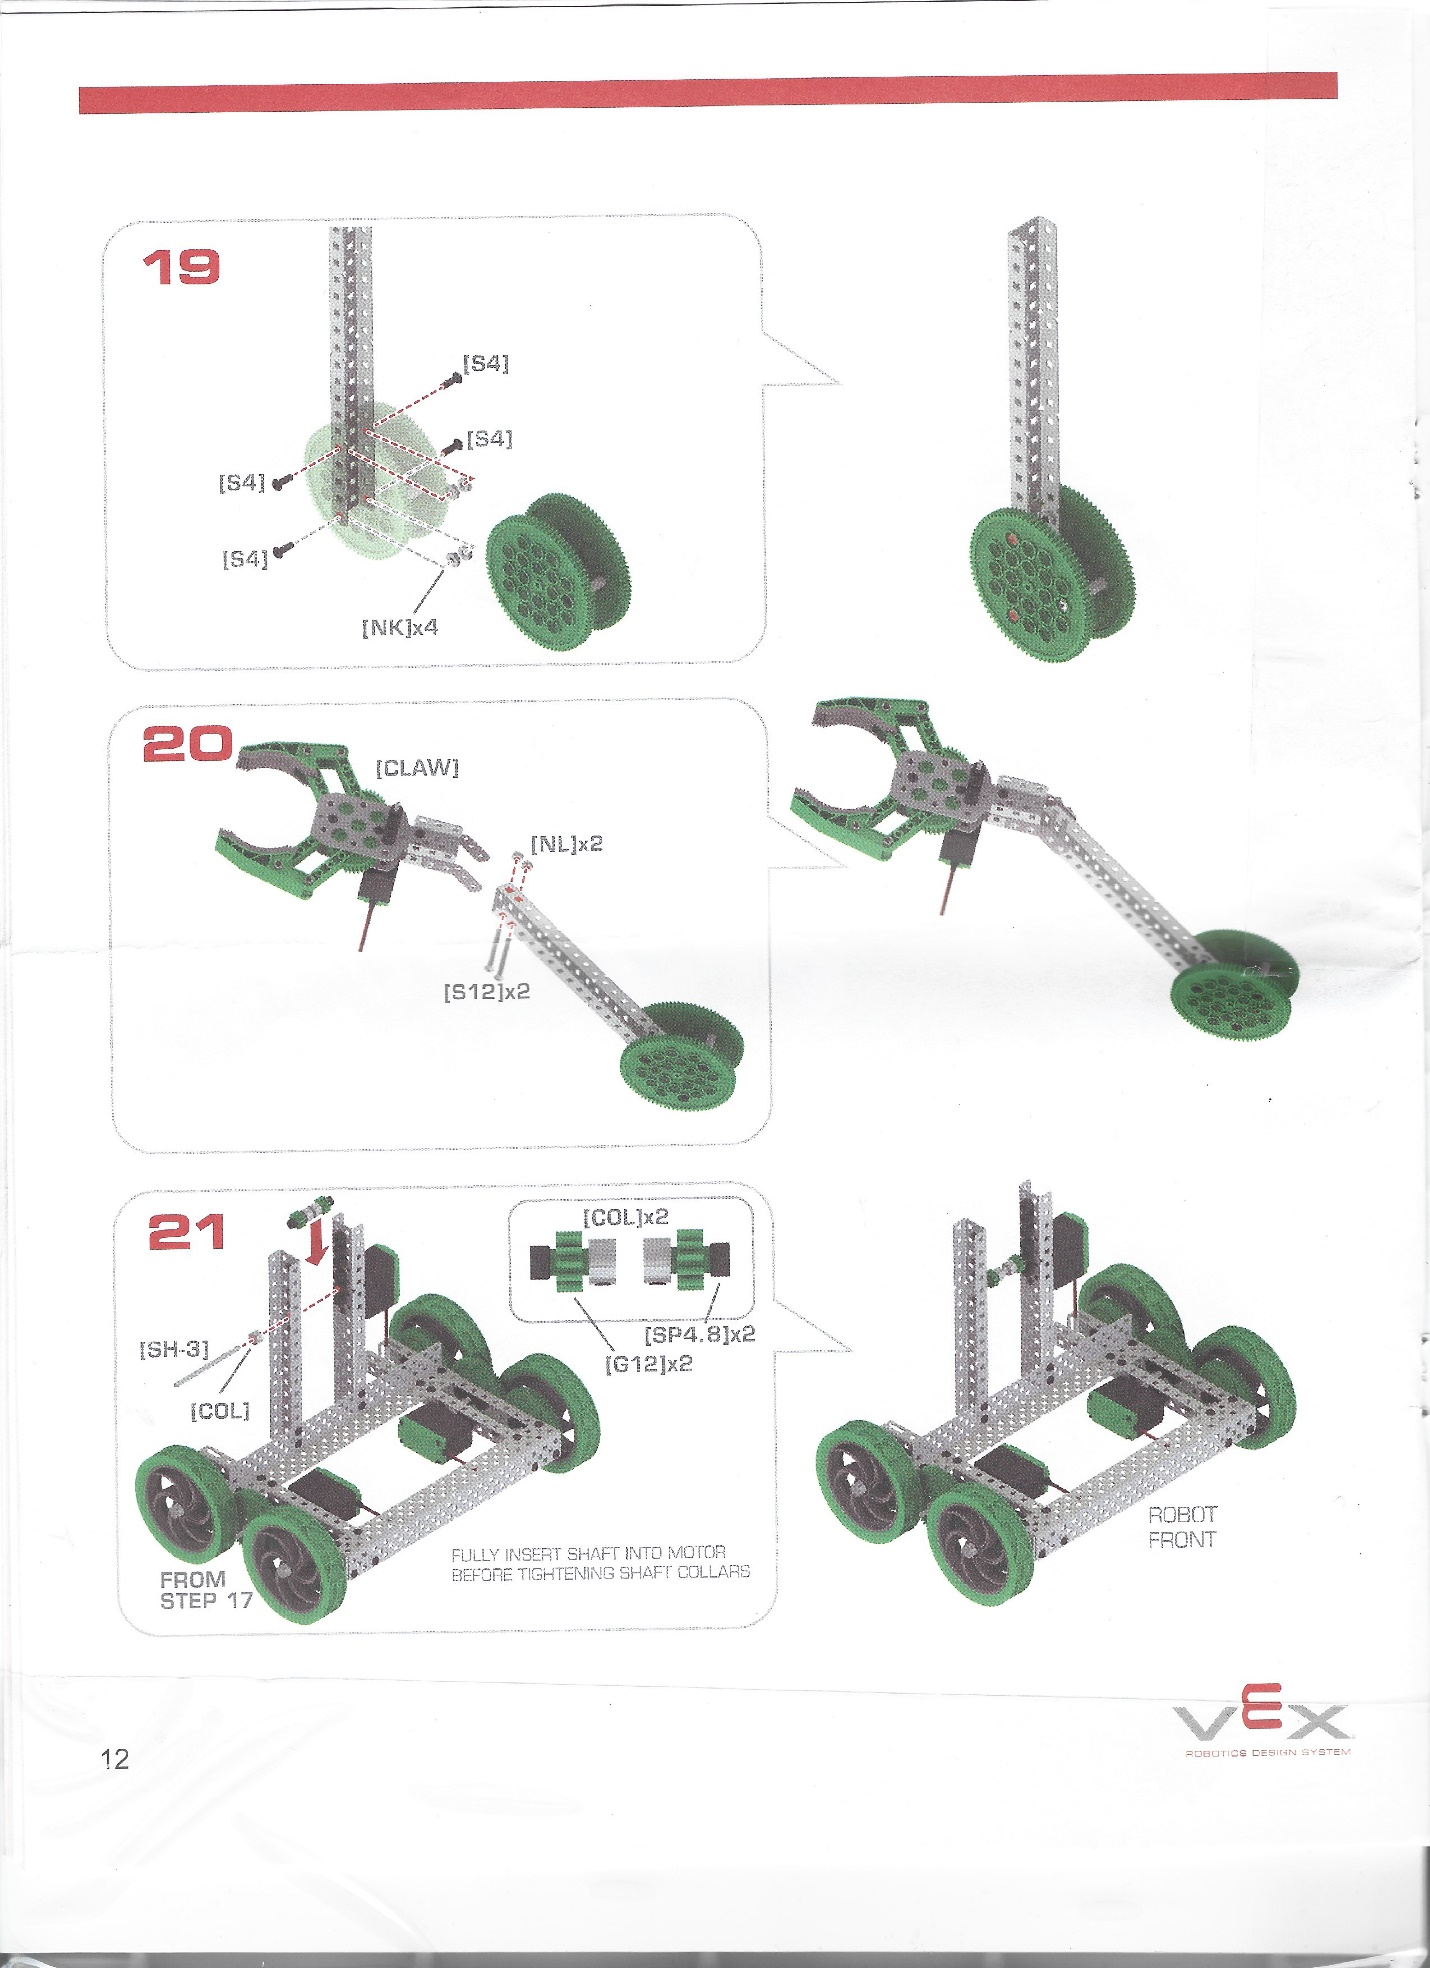 19
[S4]
[S4]
[S4]
[S4]
[NK]x4
20
[CLAW]
[NL]x2
[S12]x2
21
[COL]x2
[SP4.8]x2
[G12]x2
[SH-3]
[COL]
FULLY INSERT SHAFT INTO MOTOR
BEFORE TIGHTENING SHAFT COLLARS
FROM
STEP 17
ROBOT
FRONT
VEX
ROBOTICS DESIGN SYSTEM
12